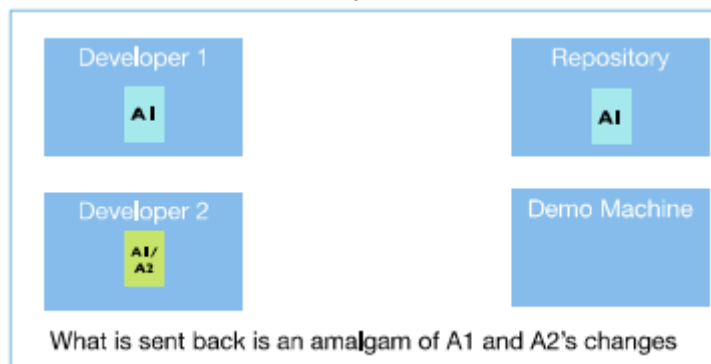 Developer 1
A1
Repository
A1
Developer 2
A1/
A2
Demo Machine
What is sent back is an amalgam of A1 and A2's changes